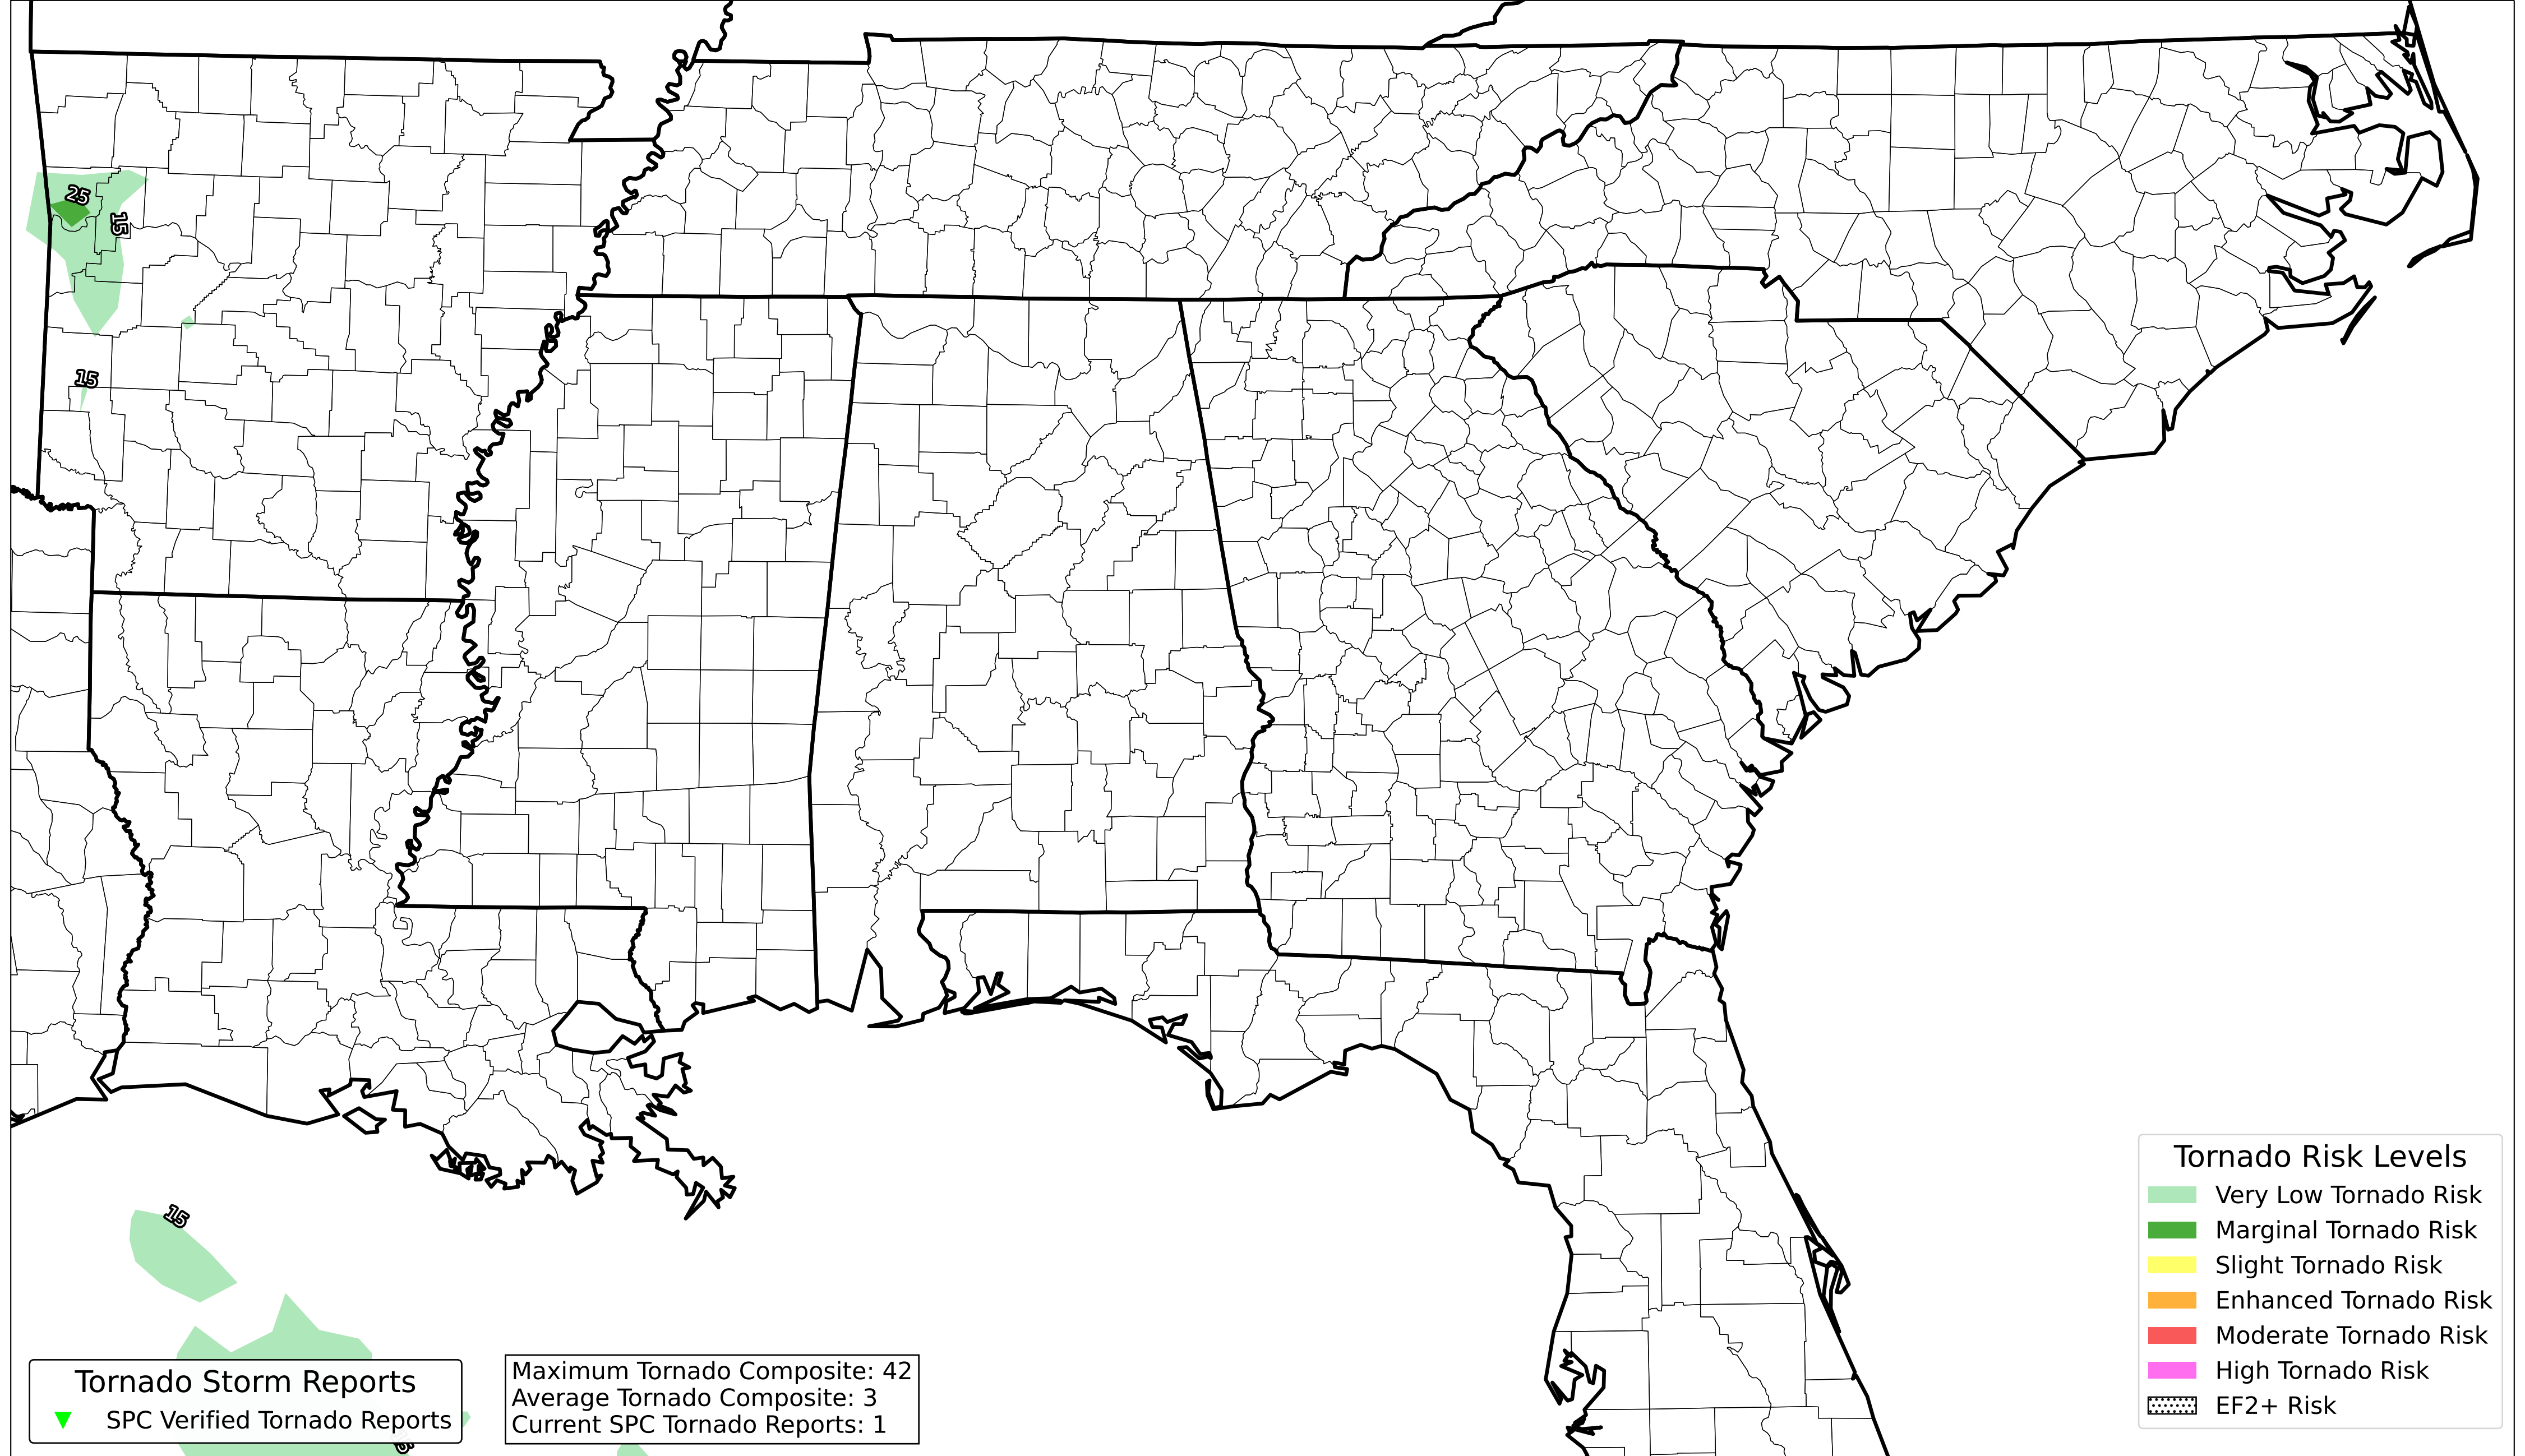 25
15
15
15
Tornado Storm Reports
SPC Verified Tornado Reports
Maximum Tornado Composite: 42
Average Tornado Composite: 3
Current SPC Tornado Reports: 1
Tornado Risk Levels
Very Low Tornado Risk
Marginal Tornado Risk
Slight Tornado Risk
Enhanced Tornado Risk
Moderate Tornado Risk
High Tornado Risk
EF2+ Risk